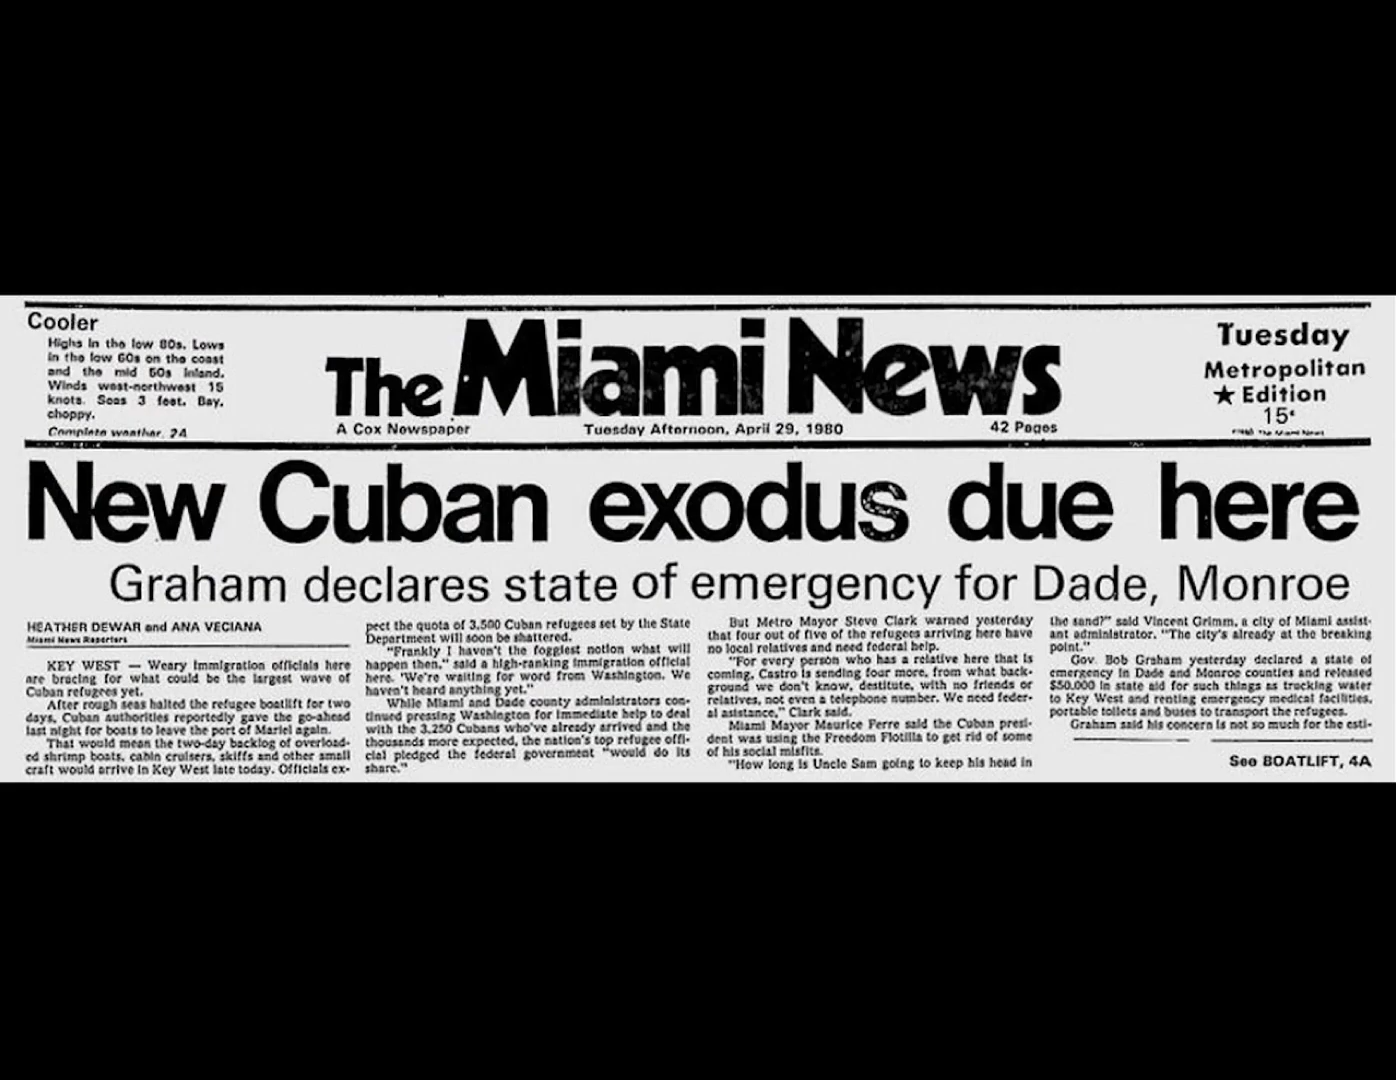 Cooler
Highs in the low 80s. Lows
in the low 60s on the coast
and the mid 50s inland.
Winds west-northwest 15
knots. Seas 3 feet. Bay,
choppy.
Complete weather, 2A
The Miami News
A Cox Newspaper
Tuesday Afternoon, April 29, 1980
42 Pages
Tuesday
Metropolitan
★ Edition
15¢
The Miami News
New Cuban exodus due here
Graham declares state of emergency for Dade, Monroe
HEATHER DEWAR and ANA VECIANA
Miami News Reporters
KEY WEST — Weary immigration officials here
are bracing for what could be the largest wave of
Cuban refugees yet.
After rough seas halted the refugee boatlift for two
days, Cuban authorities reportedly gave the go-ahead
last night for boats to leave the port of Mariel again.
That would mean the two-day backlog of overload-
ed shrimp boats, cabin cruisers, skiffs and other small
craft would arrive in Key West late today. Officials ex-
pect the quota of 3,500 Cuban refugees set by the State
Department will soon be shattered.
"Frankly I haven't the foggiest notion what will
happen then," said a high-ranking immigration official
here. 'We're waiting for word from Washington. We
haven't heard anything yet."
While Miami and Dade county administrators con-
tinued pressing Washington for immediate help to deal
with the 3,250 Cubans who've already arrived and the
thousands more expected, the nation's top refugee offi-
cial pledged the federal government "would do its
share."
But Metro Mayor Steve Clark warned yesterday
that four out of five of the refugees arriving here have
no local relatives and need federal help.
"For every person who has a relative here that is
coming, Castro is sending four more, from what back-
ground we don't know, destitute, with no friends or
relatives, not even a telephone number. We need feder-
al asistance," Clark said.
Miami Mayor Maurice Ferre said the Cuban presi-
dent was using the Freedom Flotilla to get rid of some
of his social misfits.
"How long is Uncle Sam going to keep his head in
the sand?" said Vincent Grimm, a city of Miami assist-
ant administrator. "The city's already at the breaking
point."
Gov. Bob Graham yesterday declared a state of
emergency in Dade and Monroe counties and released
$50,000 in state aid for such things as trucking water
to Key West and renting emergency medical facilities,
portable toilets and buses to transport the refugees.
Graham said his concern is not so much for the esti-
See BOATLIFT, 4A